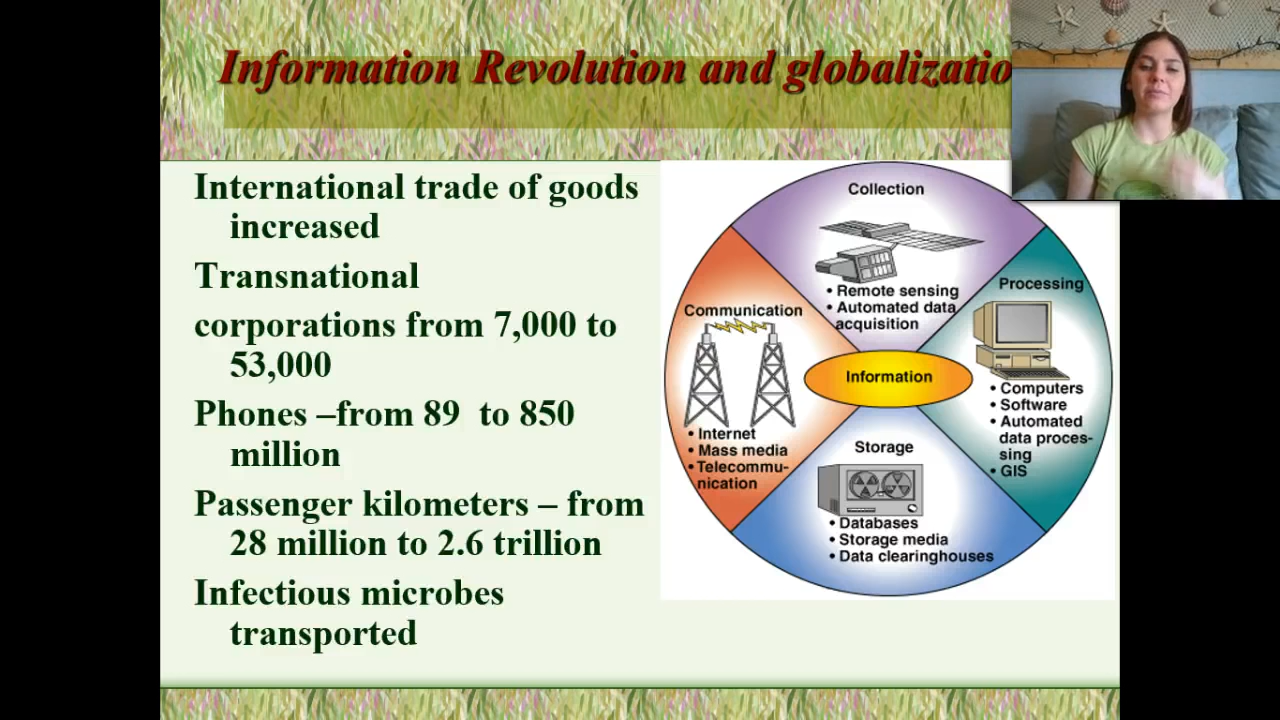 Information Revolution and globalizatio
International trade of goods
increased
Transnational
corporations from 7,000 to
53,000
Phones –from 89  to 850
million
Passenger kilometers – from
28 million to 2.6 trillion
Infectious microbes
transported
Collection
• Remote sensing
• Automated data
acquisition
Processing
• Computers
• Software
• Automated
data proces-
sing
• GIS
Communication
• Internet
• Mass media
• Telecommu-
nication
Information
Storage
• Databases
• Storage media
• Data clearinghouses